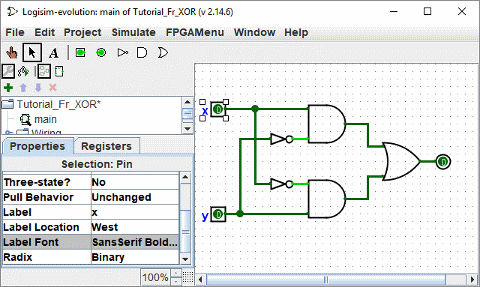 Logisim-evolution: main of Tutorial_Fr_XOR (v 2.14.6)
File Edit Project Simulate FPGAMenu Window Help
A
Tutorial_Fr_XOR*
main
Wiring
Properties Registers
Selection: Pin
Three-state? No
Pull Behavior Unchanged
Label x
Label Location West
Label Font SansSerif Bold...
Radix Binary
100%
x 0
0
y 0